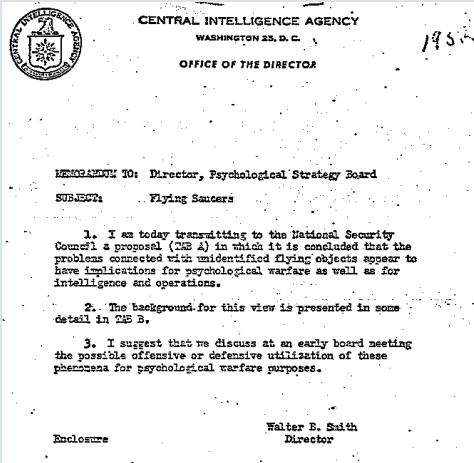 CENTRAL INTELLIGENCE AGENCY
WASHINGTON 25, D. C.
OFFICE OF THE DIRECTOR
195
CENTRAL INTELLIGENCE AGENCY
MEMORANDUM TO: Director, Psychological Strategy Board
SUBJECT: Flying Saucers
1. I am today transmitting to the National Security
Council a proposal (TAB A) in which it is concluded that the
problems connected with unidentified flying objects appear to
have implications for psychological warfare as well as for
intelligence and operations.
2. The background for this view is presented in some
detail in TAB B.
3. I suggest that we discuss at an early board meeting
the possible offensive or defensive utilization of these
phenomena for psychological warfare purposes.
Walter B. Smith
Enclosure Director